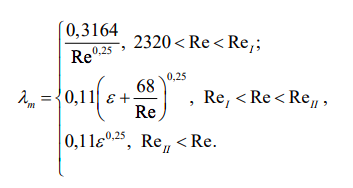 λₘ = { 0,3164 / Re^0,25 , 2320 < Re < Re_I ;
0,11 ( ε + 68 / Re )^0,25 , Re_I < Re < Re_II ,
0,11ε^0,25 , Re_II < Re.